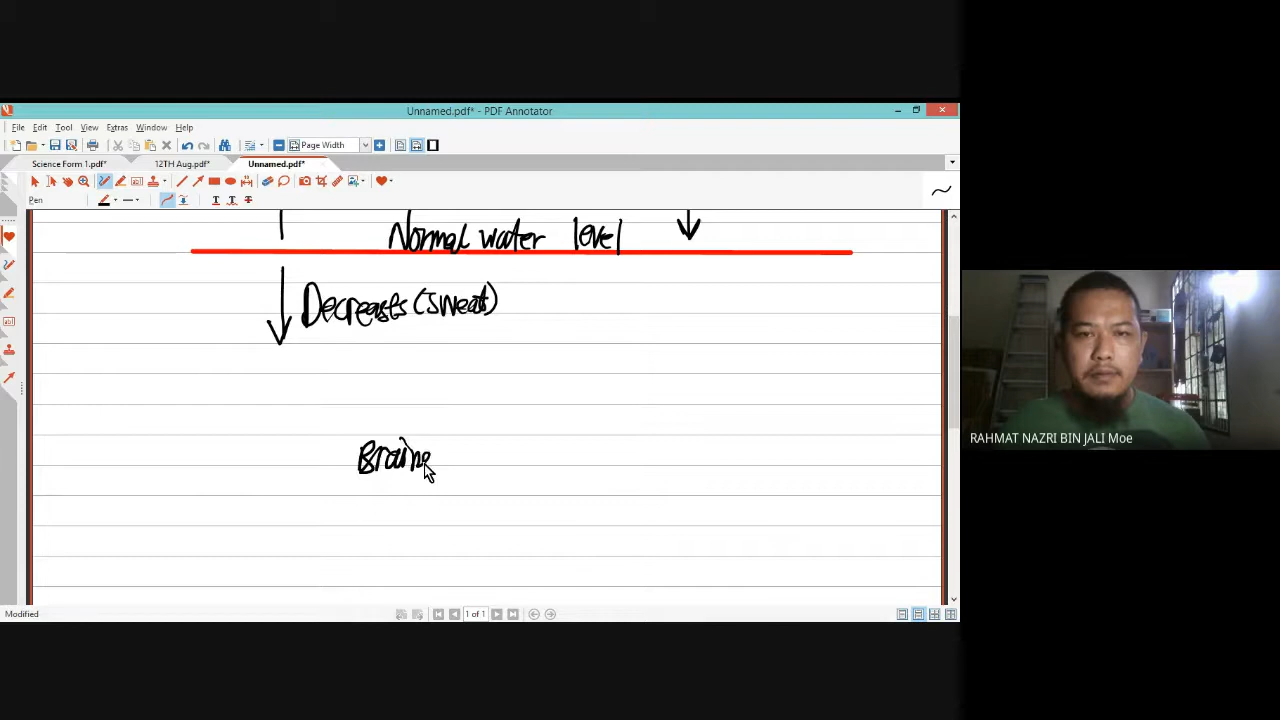 Unnamed.pdf* - PDF Annotator
File Edit Tool View Extras Window Help
Page Width
Science Form 1.pdf* 12TH Aug.pdf* Unnamed.pdf*
Pen T T T
Normal water level
Decreasts (sweat)
Brain
RAHMAT NAZRI BIN JALI Moe
1 of 1
Modified